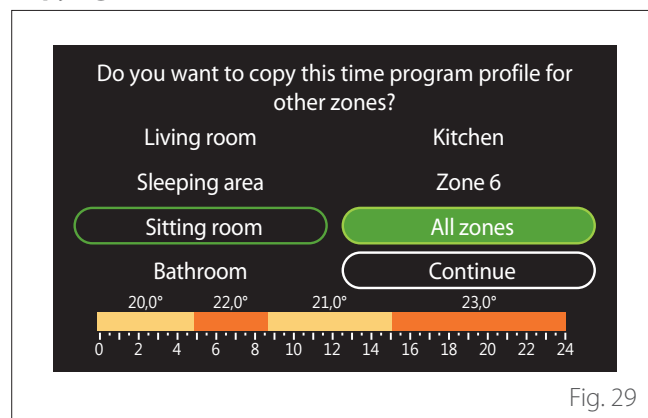 Do you want to copy this time program profile for
other zones?
Living room Kitchen
Sleeping area Zone 6
Sitting room All zones
Bathroom Continue
20,0° 22,0° 21,0° 23,0°
0 2 4 6 8 10 12 14 16 18 20 22 24
Fig. 29